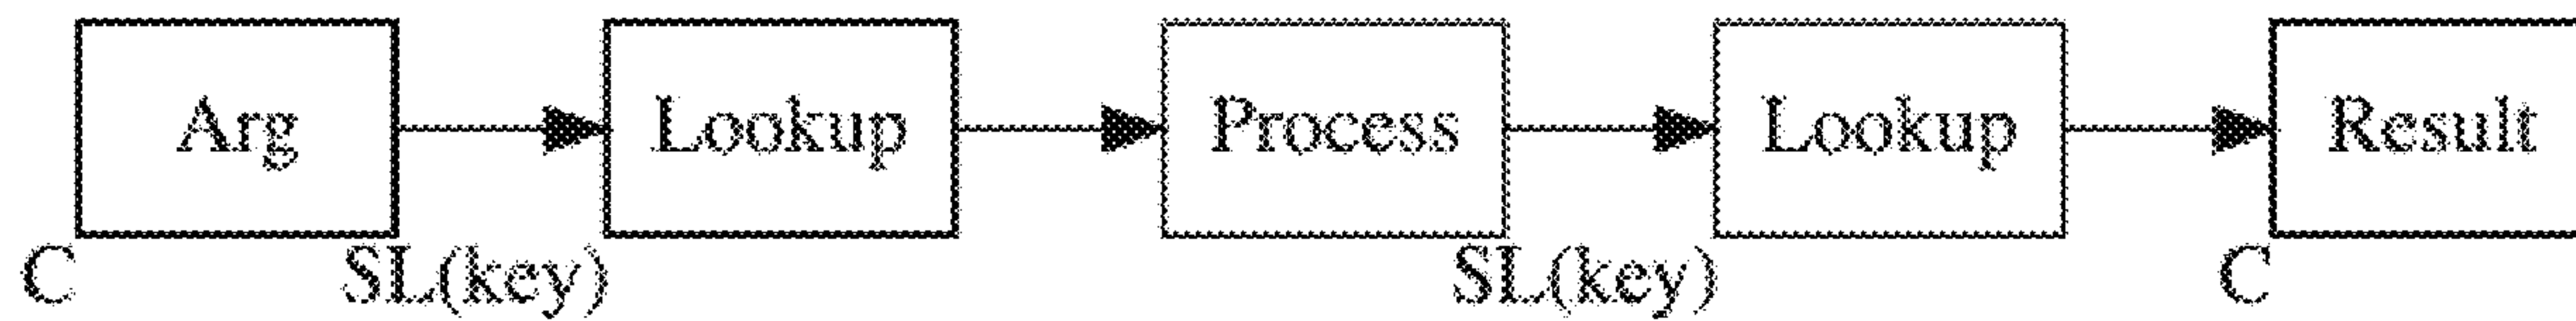 Arg Lookup Process Lookup Result
C SL(key) SL(key) C